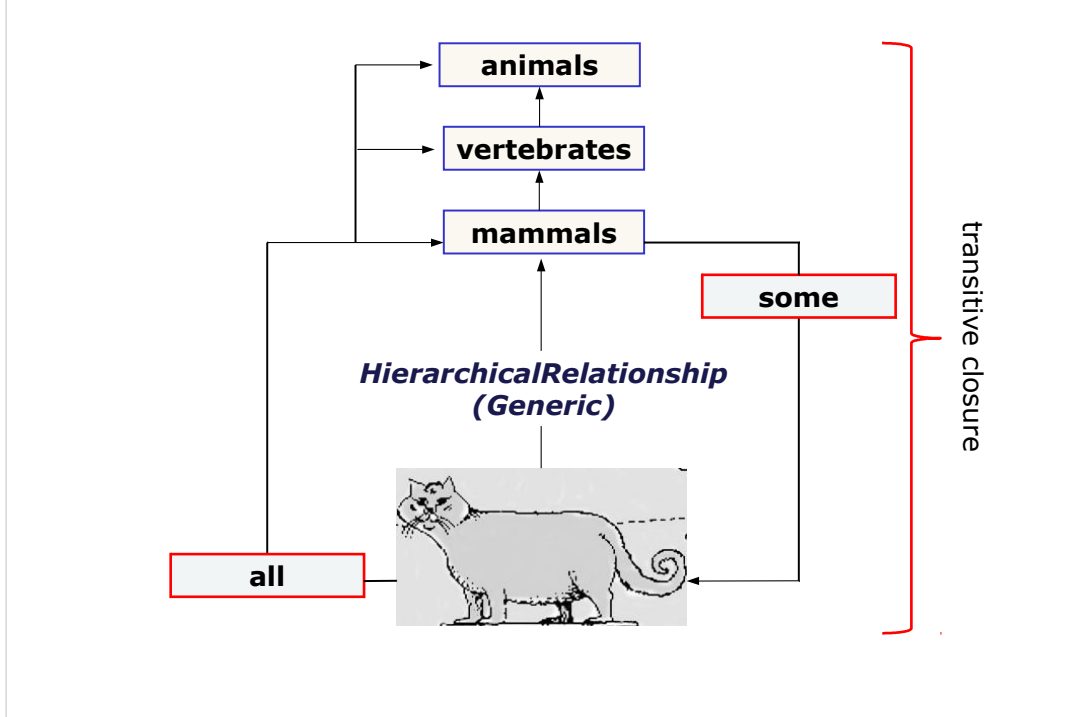 animals
vertebrates
mammals
some
HierarchicalRelationship
(Generic)
all
transitive closure